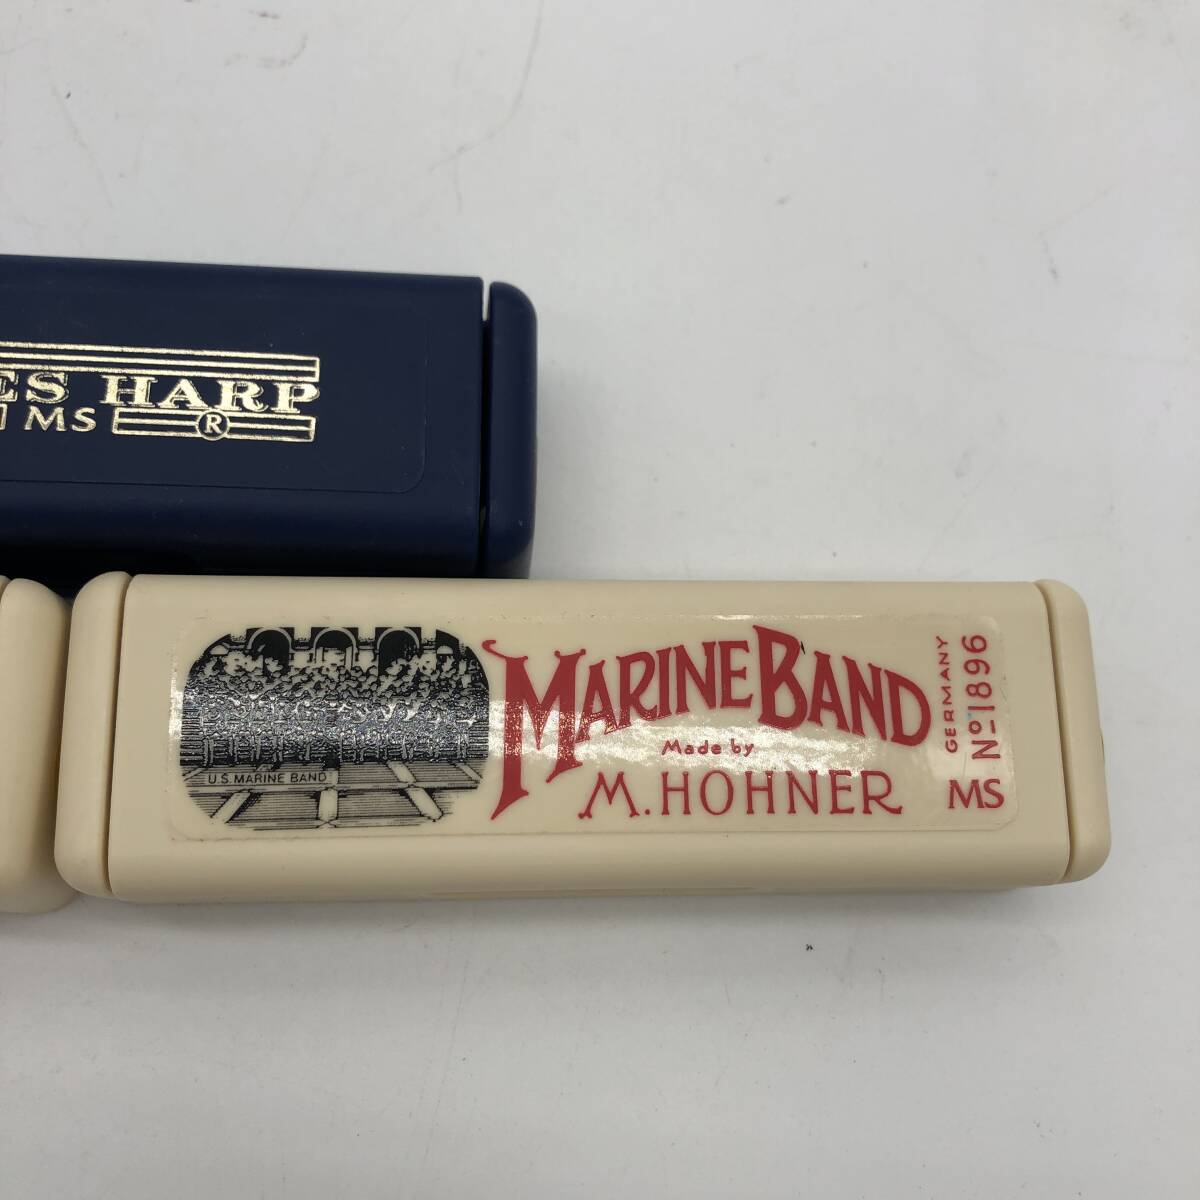 ES HARP
MS ®
U.S. MARINE BAND
MARINE BAND
Made by
M. HOHNER
GERMANY
Nº 1896
MS